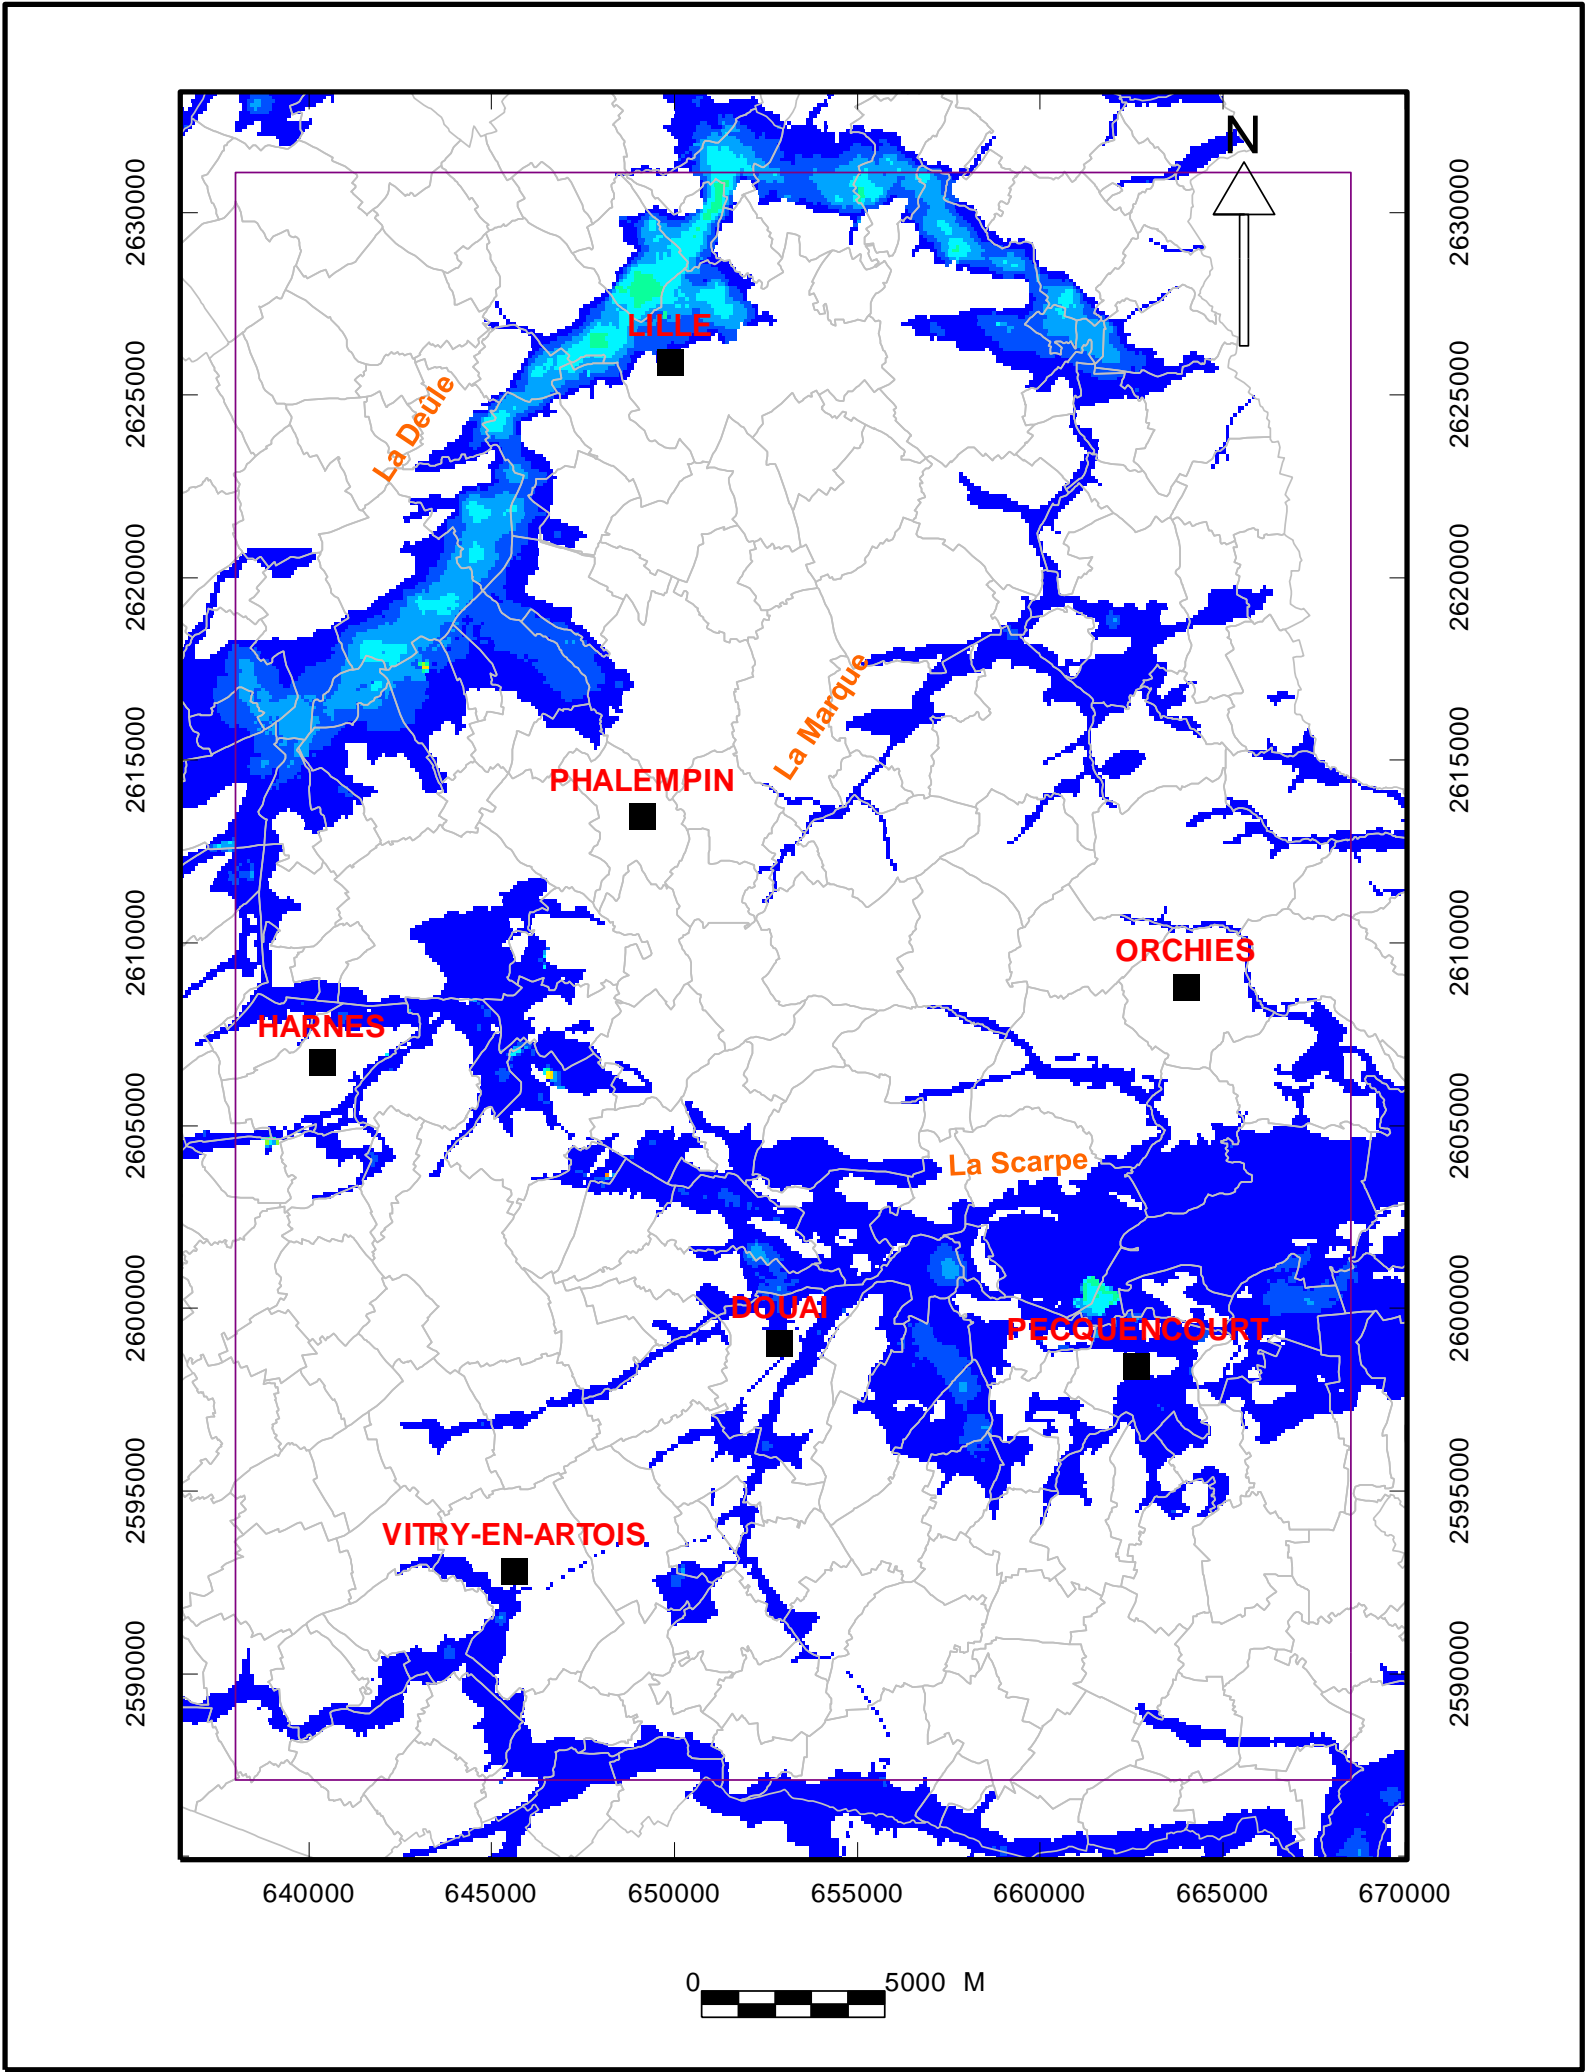 N
2630000
2630000
LILLE
2625000
La Deûle
2625000
2620000
2620000
La Marque
2615000
2615000
PHALEMPIN
2610000
2610000
ORCHIES
HARNES
2605000
2605000
La Scarpe
2600000
2600000
DOUAI
PECQUENCOURT
2595000
2595000
VITRY-EN-ARTOIS
2590000
2590000
640000 645000 650000 655000 660000 665000 670000
0 5000 M